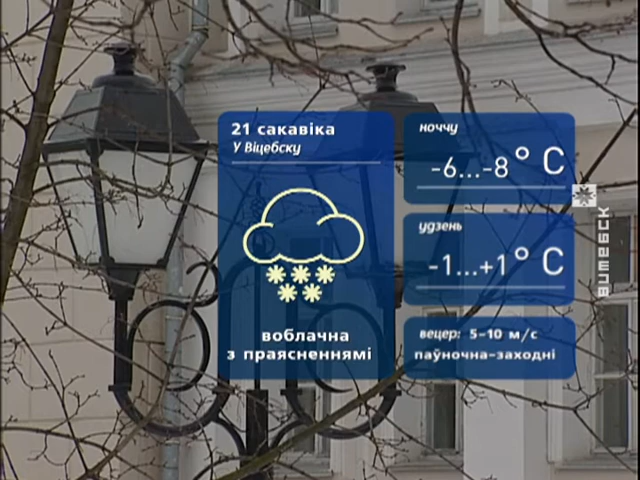 21 сакавіка
У Віцебску
воблачна
з праясненнямі
ноччу
-6...-8° C
удзень
-1...+1° C
вецер: 5-10 м/с
паўночна-заходні
витебск